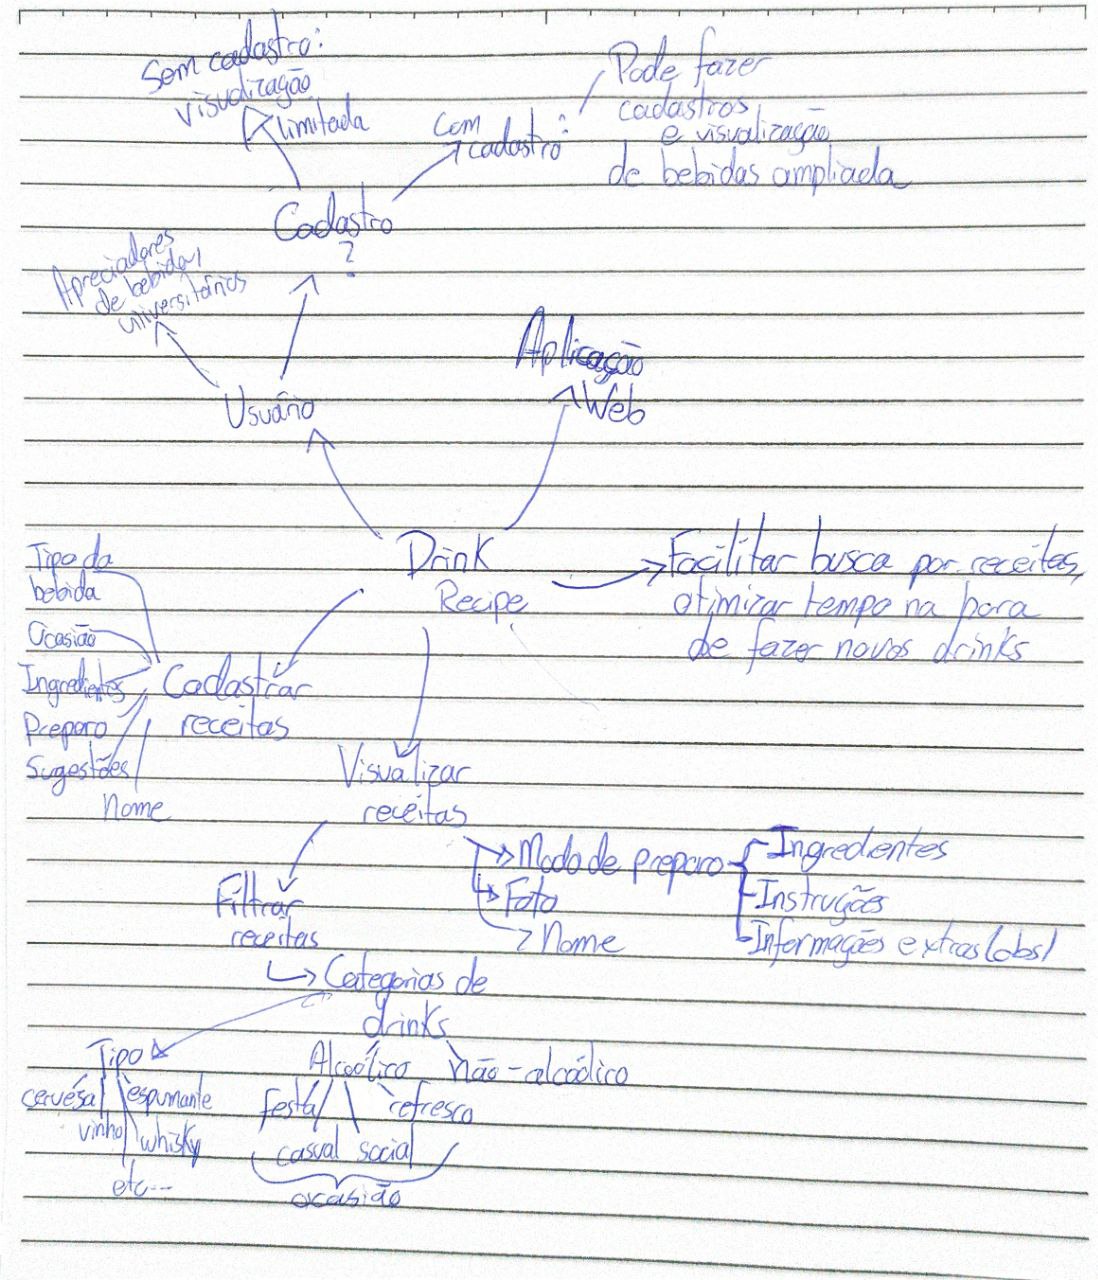 Sem cadastro:
visualização
limitada
Com
cadastro:
Pode fazer
cadastros
e visualização
de bebidas ampliada
Cadastro
?
Apreciadores
de bebida/
universitários
Usuário
Aplicação
Web
Drink
Recipe
Facilitar busca por receitas,
otimizar tempo na hora
de fazer novos drinks
Tipo da
bebida
Ocasião
Ingredientes
Preparo
Sugestões
nome
Cadastrar
receitas
Visualizar
receitas
Modo de preparo
Foto
Nome
Ingredientes
Instruções
Informações extras (obs)
Filtrar
receitas
Categorias de
drinks
Tipo
cervesa
espumante
vinho
whisky
etc...
Alcoólico
não-alcoólico
festa
refresco
casual
social
ocasião